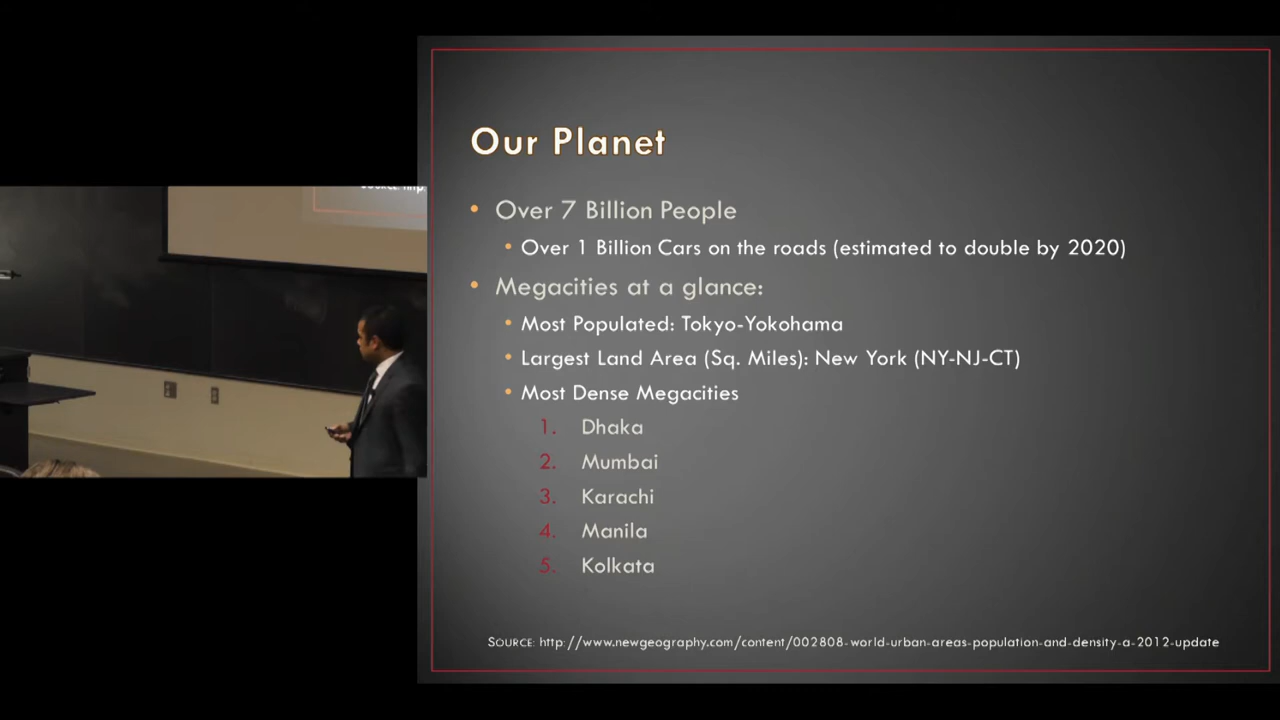 Our Planet
• Over 7 Billion People
• Over 1 Billion Cars on the roads (estimated to double by 2020)
• Megacities at a glance:
• Most Populated: Tokyo-Yokohama
• Largest Land Area (Sq. Miles): New York (NY-NJ-CT)
• Most Dense Megacities
1. Dhaka
2. Mumbai
3. Karachi
4. Manila
5. Kolkata
SOURCE: http://www.newgeography.com/content/002808-world-urban-areas-population-and-density-a-2012-update